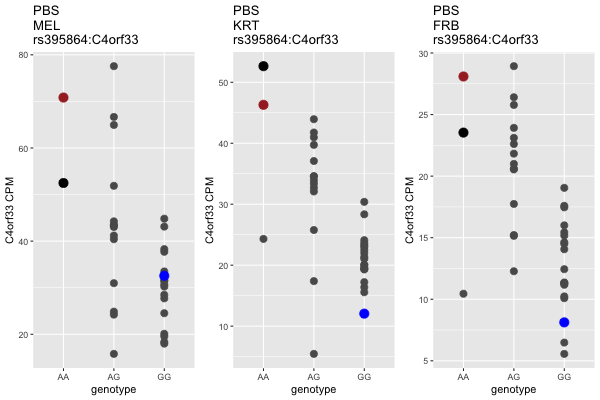 PBS
MEL
rs395864:C4orf33
80
60
40
20
C4orf33 CPM
AA AG GG
genotype
PBS
KRT
rs395864:C4orf33
50
40
30
20
10
C4orf33 CPM
AA AG GG
genotype
PBS
FRB
rs395864:C4orf33
30
25
20
15
10
5
C4orf33 CPM
AA AG GG
genotype